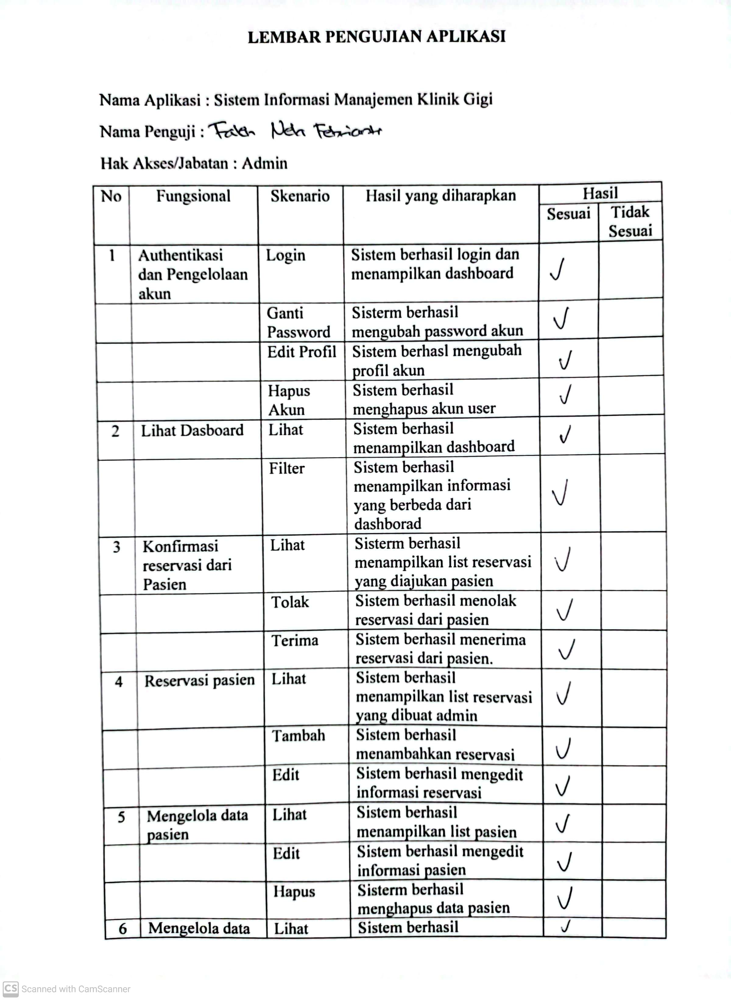 LEMBAR PENGUJIAN APLIKASI
Nama Aplikasi : Sistem Informasi Manajemen Klinik Gigi
Nama Penguji :
Hak Akses/Jabatan : Admin
No Fungsional Skenario Hasil yang diharapkan Hasil
Sesuai Tidak
Sesuai
1 Authentikasi Login Sistem berhasil login dan
dan Pengelolaan menampilkan dashboard ✓
akun
Ganti Sisterm berhasil ✓
Password mengubah password akun
Edit Profil Sistem berhasl mengubah ✓
profil akun
Hapus Sistem berhasil ✓
Akun menghapus akun user
2 Lihat Dasboard Lihat Sistem berhasil ✓
menampilkan dashboard
Filter Sistem berhasil
menampilkan informasi ✓
yang berbeda dari
dashborad
3 Konfirmasi Lihat Sisterm berhasil
reservasi dari menampilkan list reservasi ✓
Pasien yang diajukan pasien
Tolak Sistem berhasil menolak ✓
reservasi dari pasien
Terima Sistem berhasil menerima ✓
reservasi dari pasien.
4 Reservasi pasien Lihat Sistem berhasil
menampilkan list reservasi ✓
yang dibuat admin
Tambah Sistem berhasil ✓
menambahkan reservasi
Edit Sistem berhasil mengedit ✓
informasi reservasi
5 Mengelola data Lihat Sistem berhasil ✓
pasien menampilkan list pasien
Edit Sistem berhasil mengedit ✓
informasi pasien
Hapus Sisterm berhasil ✓
menghapus data pasien
6 Mengelola data Lihat Sistem berhasil ✓
CS Scanned with CamScanner